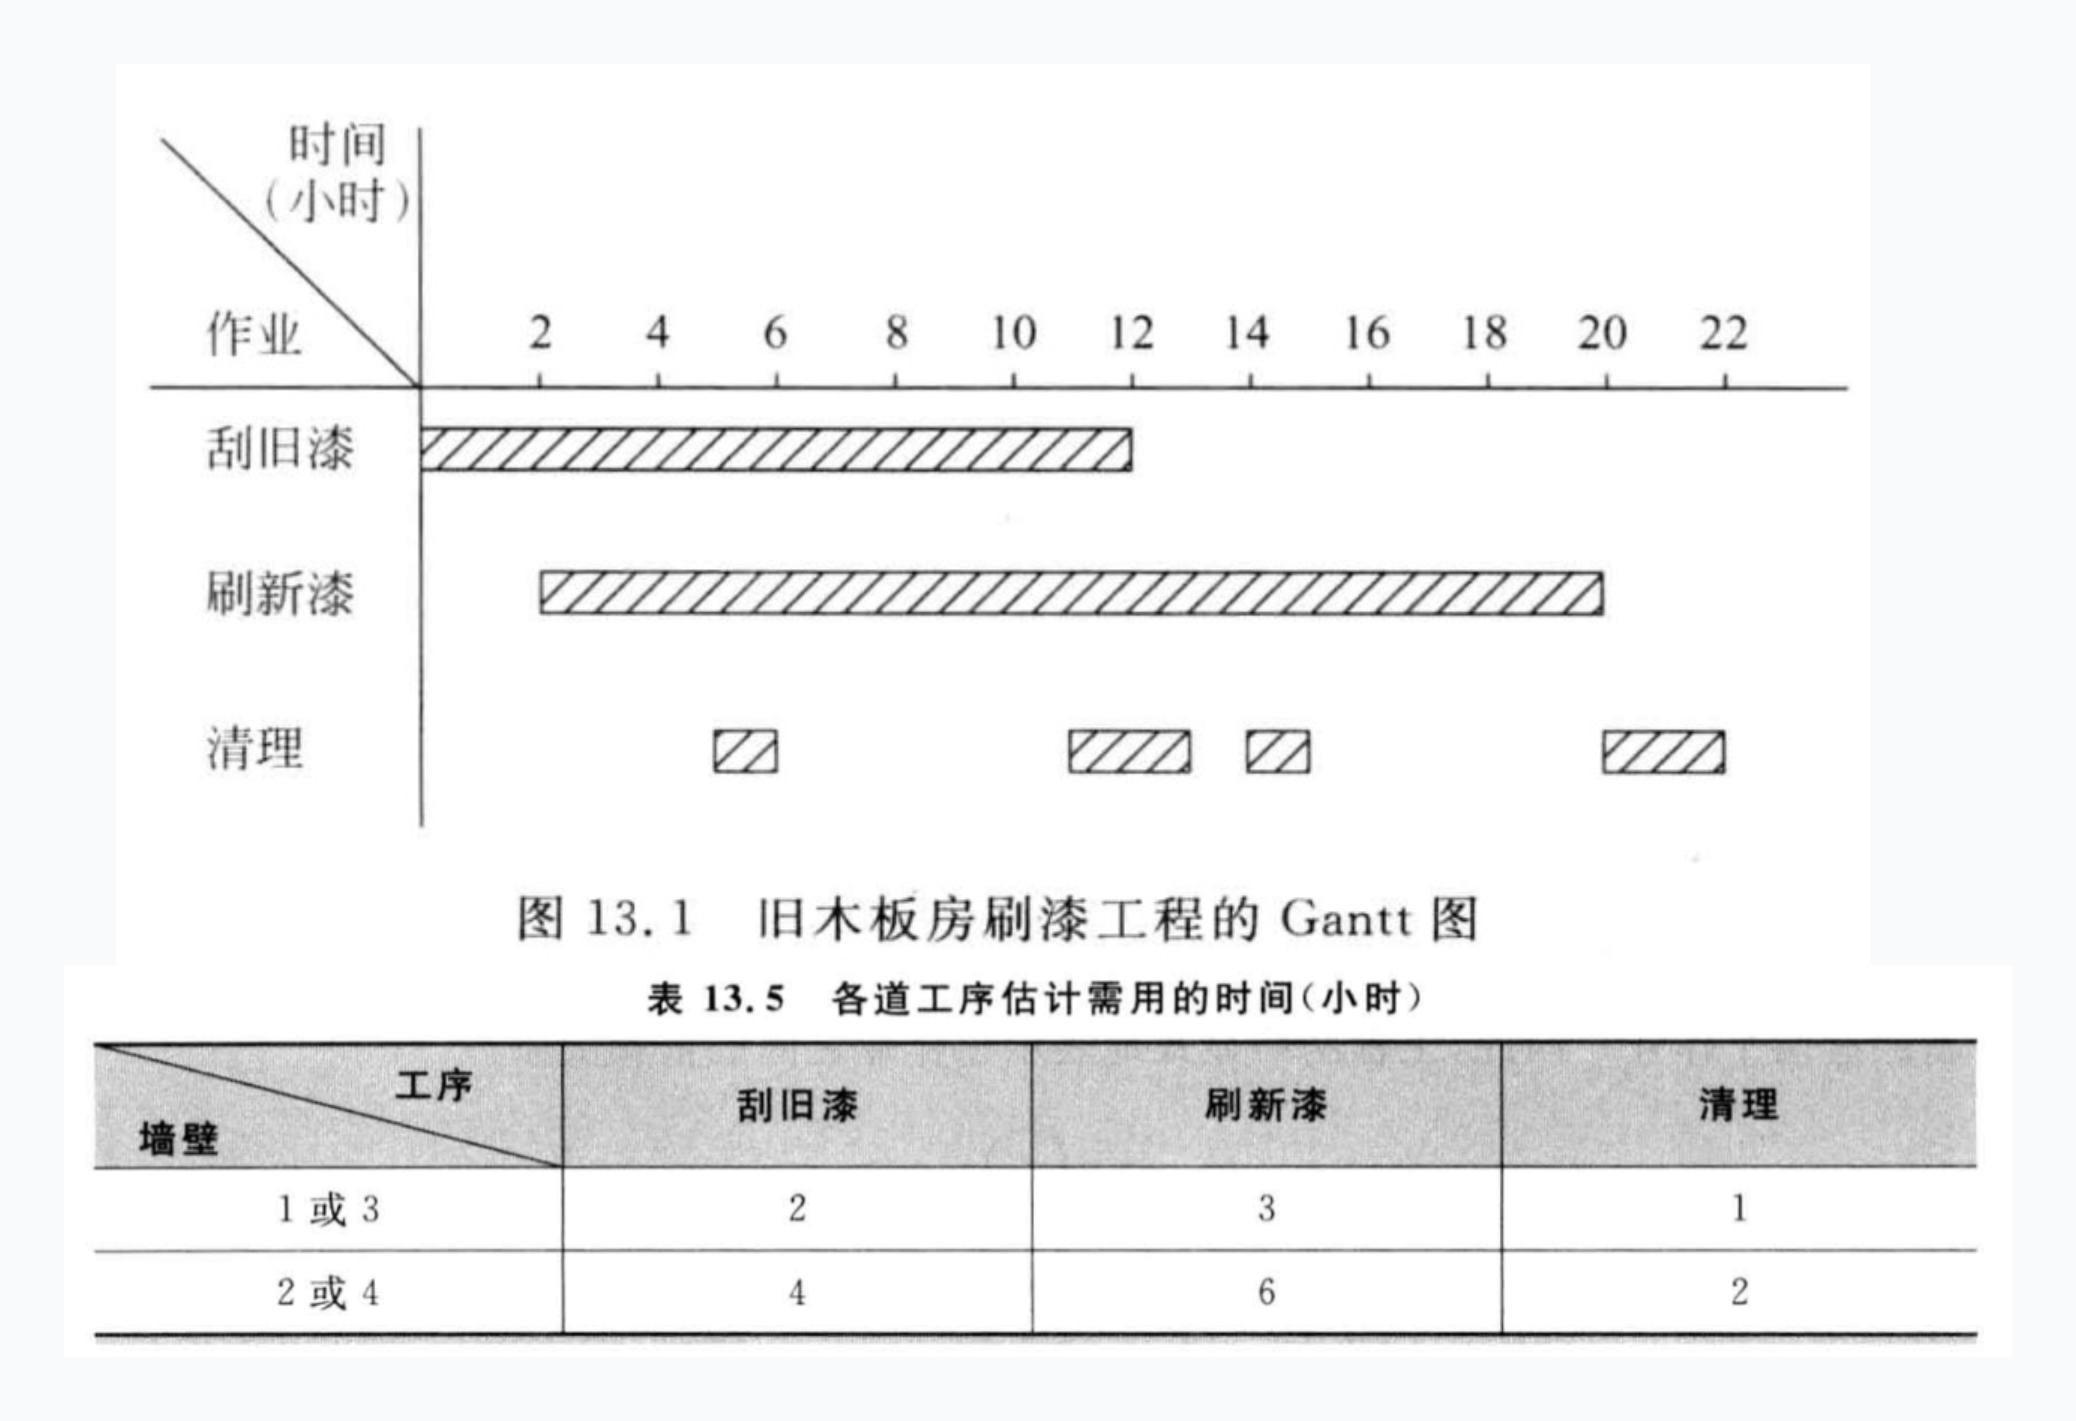 时间
(小时)
作业 2 4 6 8 10 12 14 16 18 20 22
刮旧漆
刷新漆
清理
图 13.1 旧木板房刷漆工程的 Gantt 图
表 13.5 各道工序估计需用的时间(小时)
工序
墙壁
刮旧漆 刷新漆 清理
1 或 3 2 3 1
2 或 4 4 6 2